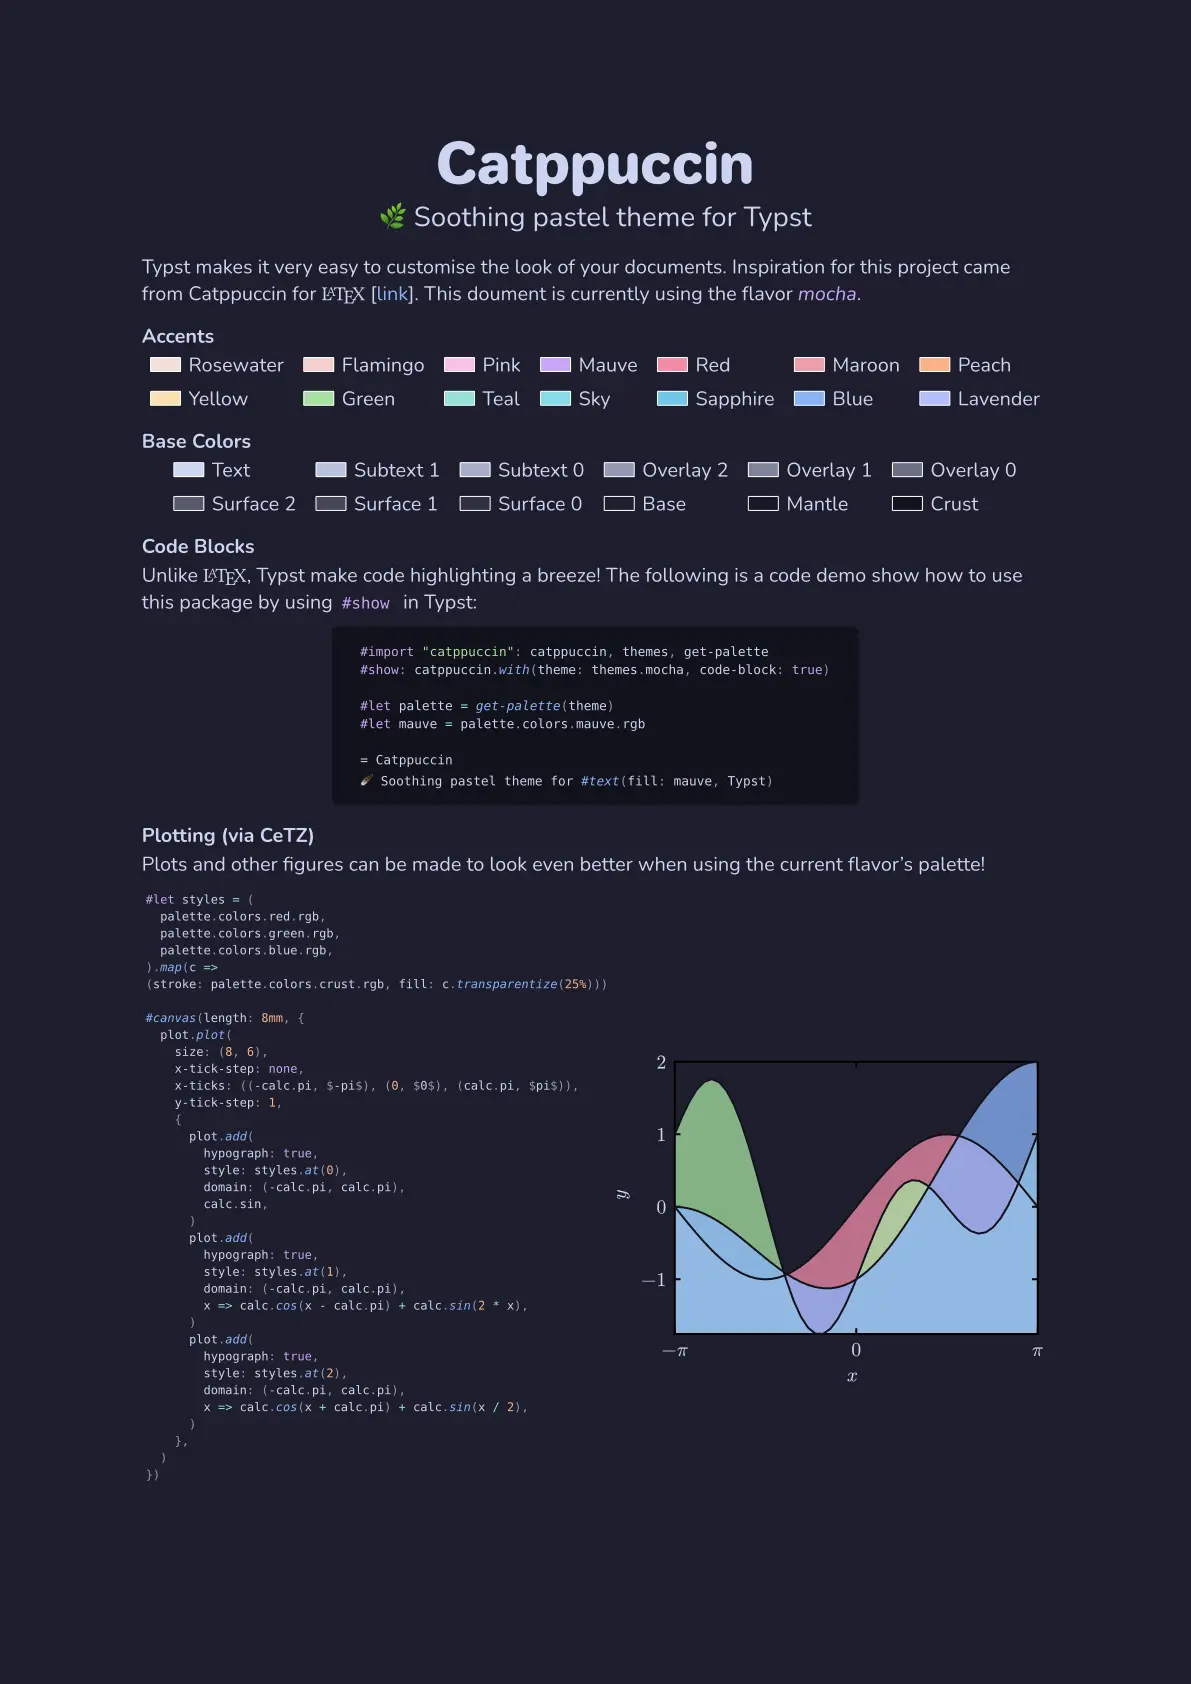 Catppuccin
🌿 Soothing pastel theme for Typst
Typst makes it very easy to customise the look of your documents. Inspiration for this project came
from Catppuccin for LATEX [link]. This doument is currently using the flavor mocha.
Accents
Rosewater Flamingo Pink Mauve Red Maroon Peach
Yellow Green Teal Sky Sapphire Blue Lavender
Base Colors
Text Subtext 1 Subtext 0 Overlay 2 Overlay 1 Overlay 0
Surface 2 Surface 1 Surface 0 Base Mantle Crust
Code Blocks
Unlike LATEX, Typst make code highlighting a breeze! The following is a code demo show how to use
this package by using #show in Typst:
#import "catppuccin": catppuccin, themes, get-palette
#show: catppuccin.with(theme: themes.mocha, code-block: true)
#let palette = get-palette(theme)
#let mauve = palette.colors.mauve.rgb
= Catppuccin
🪶 Soothing pastel theme for #text(fill: mauve, Typst)
Plotting (via CeTZ)
Plots and other figures can be made to look even better when using the current flavor’s palette!
#let styles = (
  palette.colors.red.rgb,
  palette.colors.green.rgb,
  palette.colors.blue.rgb,
).map(c =>
(stroke: palette.colors.crust.rgb, fill: c.transparentize(25%)))
#canvas(length: 8mm, {
  plot.plot(
    size: (8, 6),
    x-tick-step: none,
    x-ticks: ((-calc.pi, $-pi$), (0, $0$), (calc.pi, $pi$)),
    y-tick-step: 1,
    {
      plot.add(
        hypograph: true,
        style: styles.at(0),
        domain: (-calc.pi, calc.pi),
        calc.sin,
      )
      plot.add(
        hypograph: true,
        style: styles.at(1),
        domain: (-calc.pi, calc.pi),
        x => calc.cos(x - calc.pi) + calc.sin(2 * x),
      )
      plot.add(
        hypograph: true,
        style: styles.at(2),
        domain: (-calc.pi, calc.pi),
        x => calc.cos(x + calc.pi) + calc.sin(x / 2),
      )
    },
  )
})
2
1
0
−1
y
−π 0 π
x